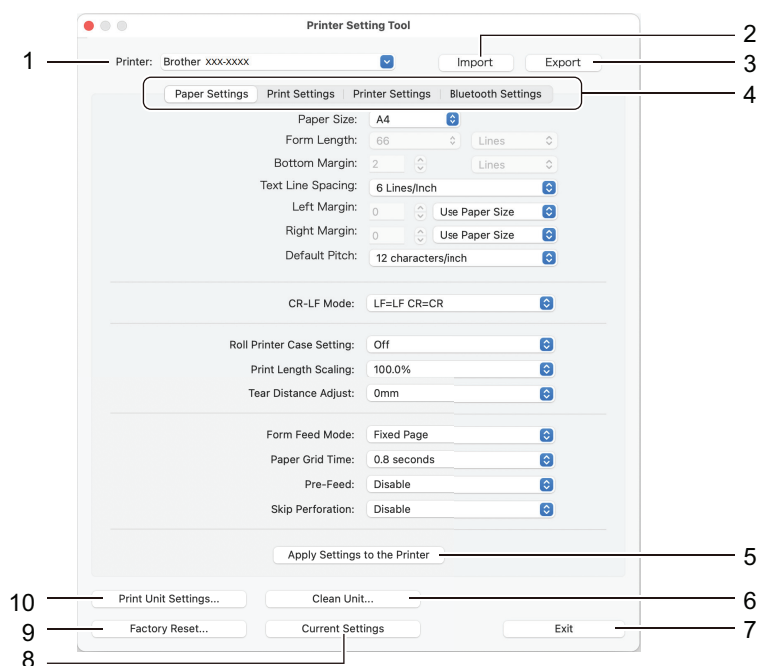 Printer Setting Tool
2
1 Printer: Brother XXX-XXXX Import Export 3
Paper Settings Print Settings Printer Settings Bluetooth Settings 4
Paper Size: A4
Form Length: 66 Lines
Bottom Margin: 2 Lines
Text Line Spacing: 6 Lines/Inch
Left Margin: 0 Use Paper Size
Right Margin: 0 Use Paper Size
Default Pitch: 12 characters/inch
CR-LF Mode: LF=LF CR=CR
Roll Printer Case Setting: Off
Print Length Scaling: 100.0%
Tear Distance Adjust: 0mm
Form Feed Mode: Fixed Page
Paper Grid Time: 0.8 seconds
Pre-Feed: Disable
Skip Perforation: Disable
Apply Settings to the Printer 5
10 Print Unit Settings... Clean Unit... 6
9 Factory Reset... Current Settings Exit 7
8